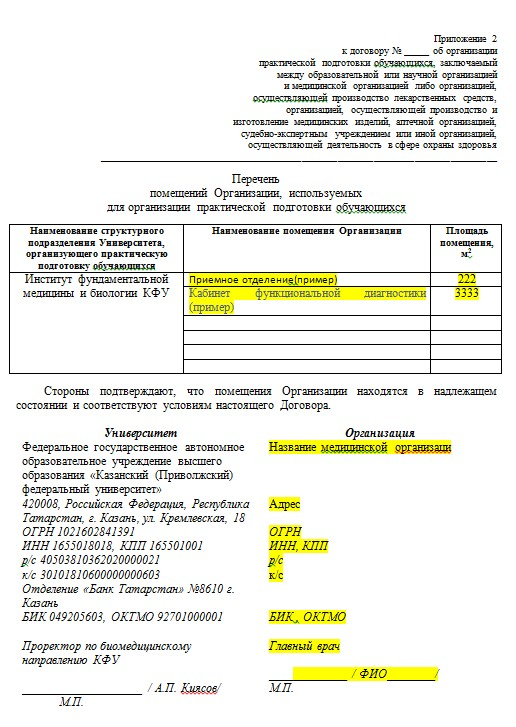 Приложение 2
к договору № _____ об организации
практической подготовки обучающихся, заключаемый
между образовательной или научной организацией
и медицинской организацией либо организацией,
осуществляющей производство лекарственных средств,
организацией, осуществляющей производство и
изготовление медицинских изделий, аптечной организацией,
судебно-экспертным учреждением или иной организацией,
осуществляющей деятельность в сфере охраны здоровья
Перечень
помещений Организации, используемых
для организации практической подготовки обучающихся
Наименование структурного подразделения Университета, организующего практическую подготовку обучающихся
Наименование помещения Организации
Площадь помещения, м2
Институт фундаментальной медицины и биологии КФУ
Приемное отделение(пример)
222
Кабинет функциональной диагностики (пример)
3333
Стороны подтверждают, что помещения Организации находятся в надлежащем
состоянии и соответствуют условиям настоящего Договора.
Университет
Федеральное государственное автономное
образовательное учреждение высшего
образования «Казанский (Приволжский)
федеральный университет»
420008, Российская Федерация, Республика
Татарстан, г. Казань, ул. Кремлевская, 18
ОГРН 1021602841391
ИНН 1655018018, КПП 165501001
р/с 40503810362020000021
к/с 30101810600000000603
Отделение «Банк Татарстан» №8610 г.
Казань
БИК 049205603, ОКТМО 92701000001
Проректор по биомедицинскому
направлению КФУ
____________________ / А.П. Киясов/
М.П.
Организация
Название медицинской организаци
Адрес
ОГРН
ИНН, КПП
р/с
к/с
БИК , ОКТМО
Главный врач
_____________ / ФИО________/
М.П.